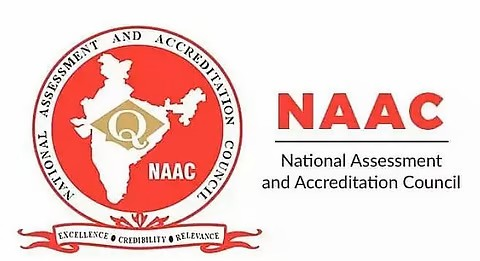 NATIONAL ASSESSMENT AND ACCREDITATION COUNCIL
Q
NAAC
EXCELLENCE • CREDIBILITY • RELEVANCE
NAAC
National Assessment
and Accreditation Council